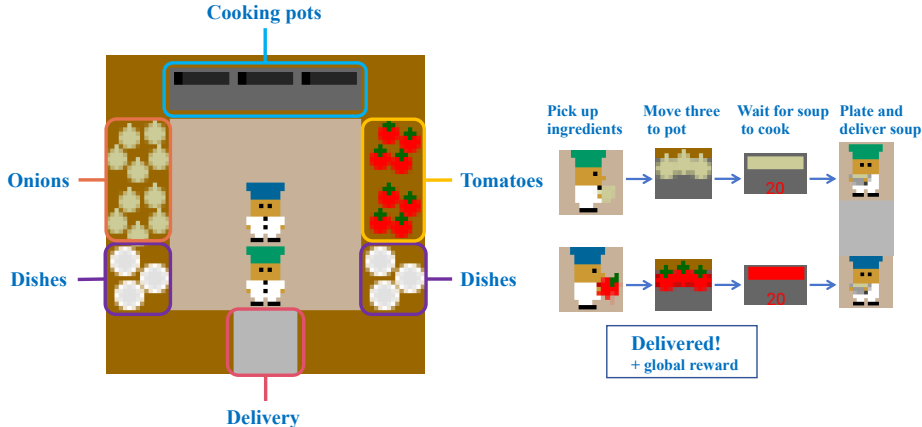 Cooking pots
Onions
Tomatoes
Dishes
Dishes
Delivery
Pick up
ingredients
Move three
to pot
Wait for soup
to cook
Plate and
deliver soup
20
20
Delivered!
+ global reward